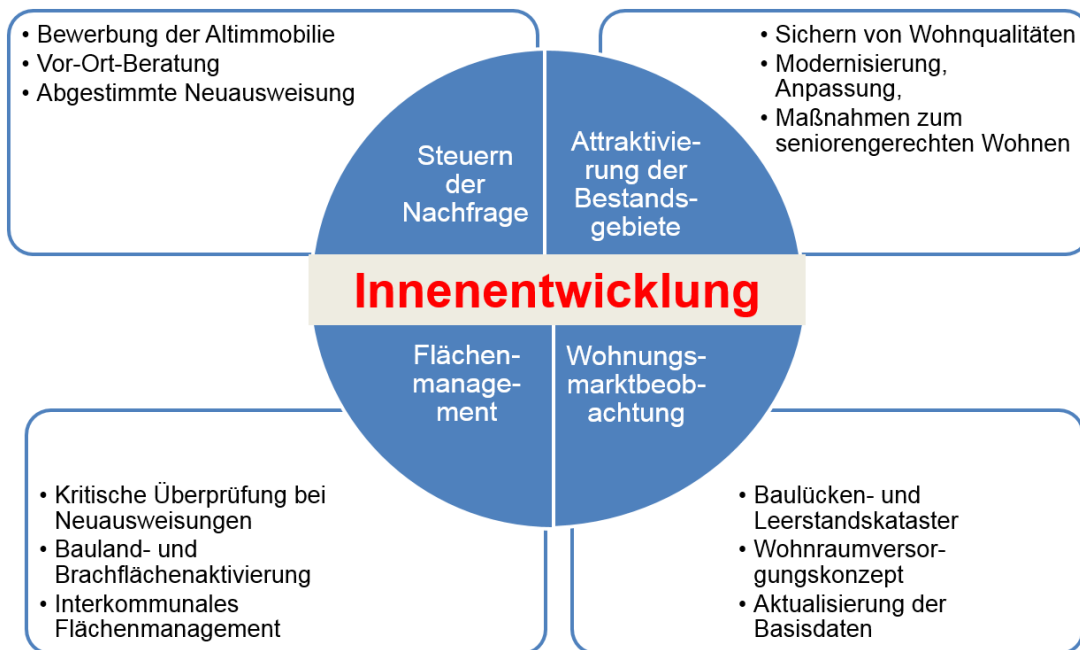 • Bewerbung der Altimmobilie
• Vor-Ort-Beratung
• Abgestimmte Neuausweisung
• Sichern von Wohnqualitäten
• Modernisierung,
Anpassung,
• Maßnahmen zum
seniorengerechten Wohnen
Steuern
der
Nachfrage
Attraktivie-
rung der
Bestands-
gebiete
Innenentwicklung
Flächen-
manage-
ment
Wohnungs-
marktbeob-
achtung
• Kritische Überprüfung bei
Neuausweisungen
• Bauland- und
Brachflächenaktivierung
• Interkommunales
Flächenmanagement
• Baulücken- und
Leerstandskataster
• Wohnraumversor-
gungskonzept
• Aktualisierung der
Basisdaten